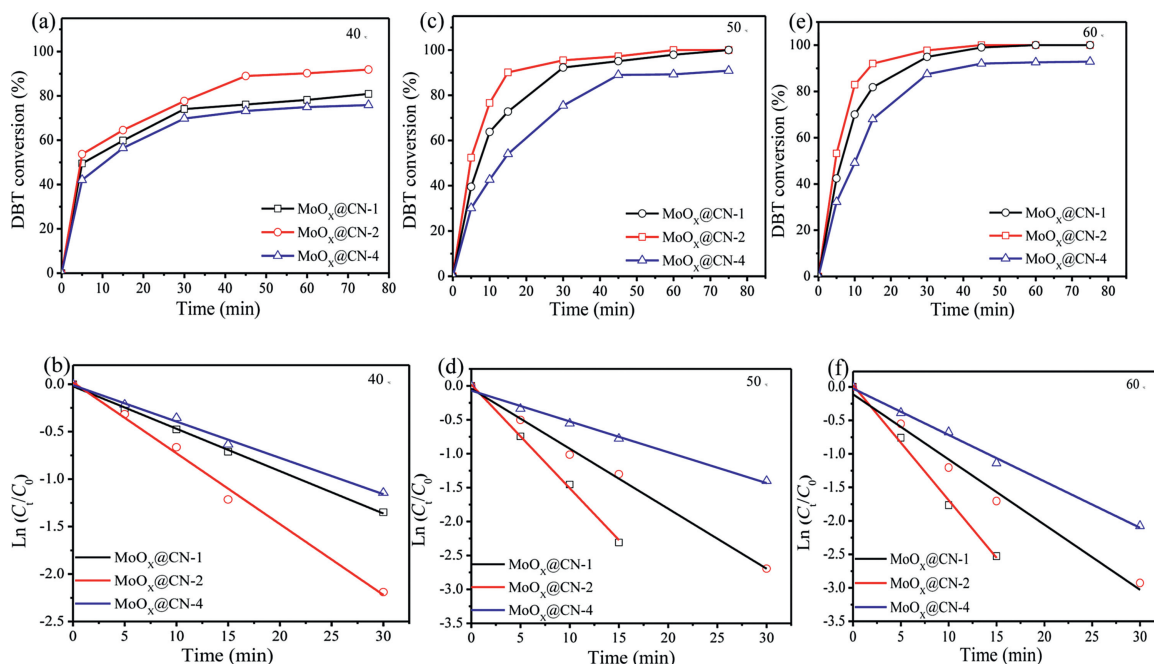 (a)
40 。
DBT conversion (%)
100
80
60
40
20
0
MoOx@CN-1
MoOx@CN-2
MoOx@CN-4
0 10 20 30 40 50 60 70 80
Time (min)
(c)
50 。
DBT conversion (%)
100
80
60
40
20
0
MoOx@CN-1
MoOx@CN-2
MoOx@CN-4
0 10 20 30 40 50 60 70 80
Time (min)
(e)
60 。
DBT conversion (%)
100
80
60
40
20
0
MoOx@CN-1
MoOx@CN-2
MoOx@CN-4
0 10 20 30 40 50 60 70 80
Time (min)
(b)
40 。
Ln (Ct/C0)
0.0
-0.5
-1.0
-1.5
-2.0
-2.5
MoOx@CN-1
MoOx@CN-2
MoOx@CN-4
0 5 10 15 20 25 30
Time (min)
(d)
50 。
Ln (Ct/C0)
0.0
-0.5
-1.0
-1.5
-2.0
-2.5
-3.0
-3.5
MoOx@CN-1
MoOx@CN-2
MoOx@CN-4
0 5 10 15 20 25 30
Time (min)
(f)
60 。
Ln (Ct/C0)
0.0
-0.5
-1.0
-1.5
-2.0
-2.5
-3.0
-3.5
MoOx@CN-1
MoOx@CN-2
MoOx@CN-4
0 5 10 15 20 25 30
Time (min)